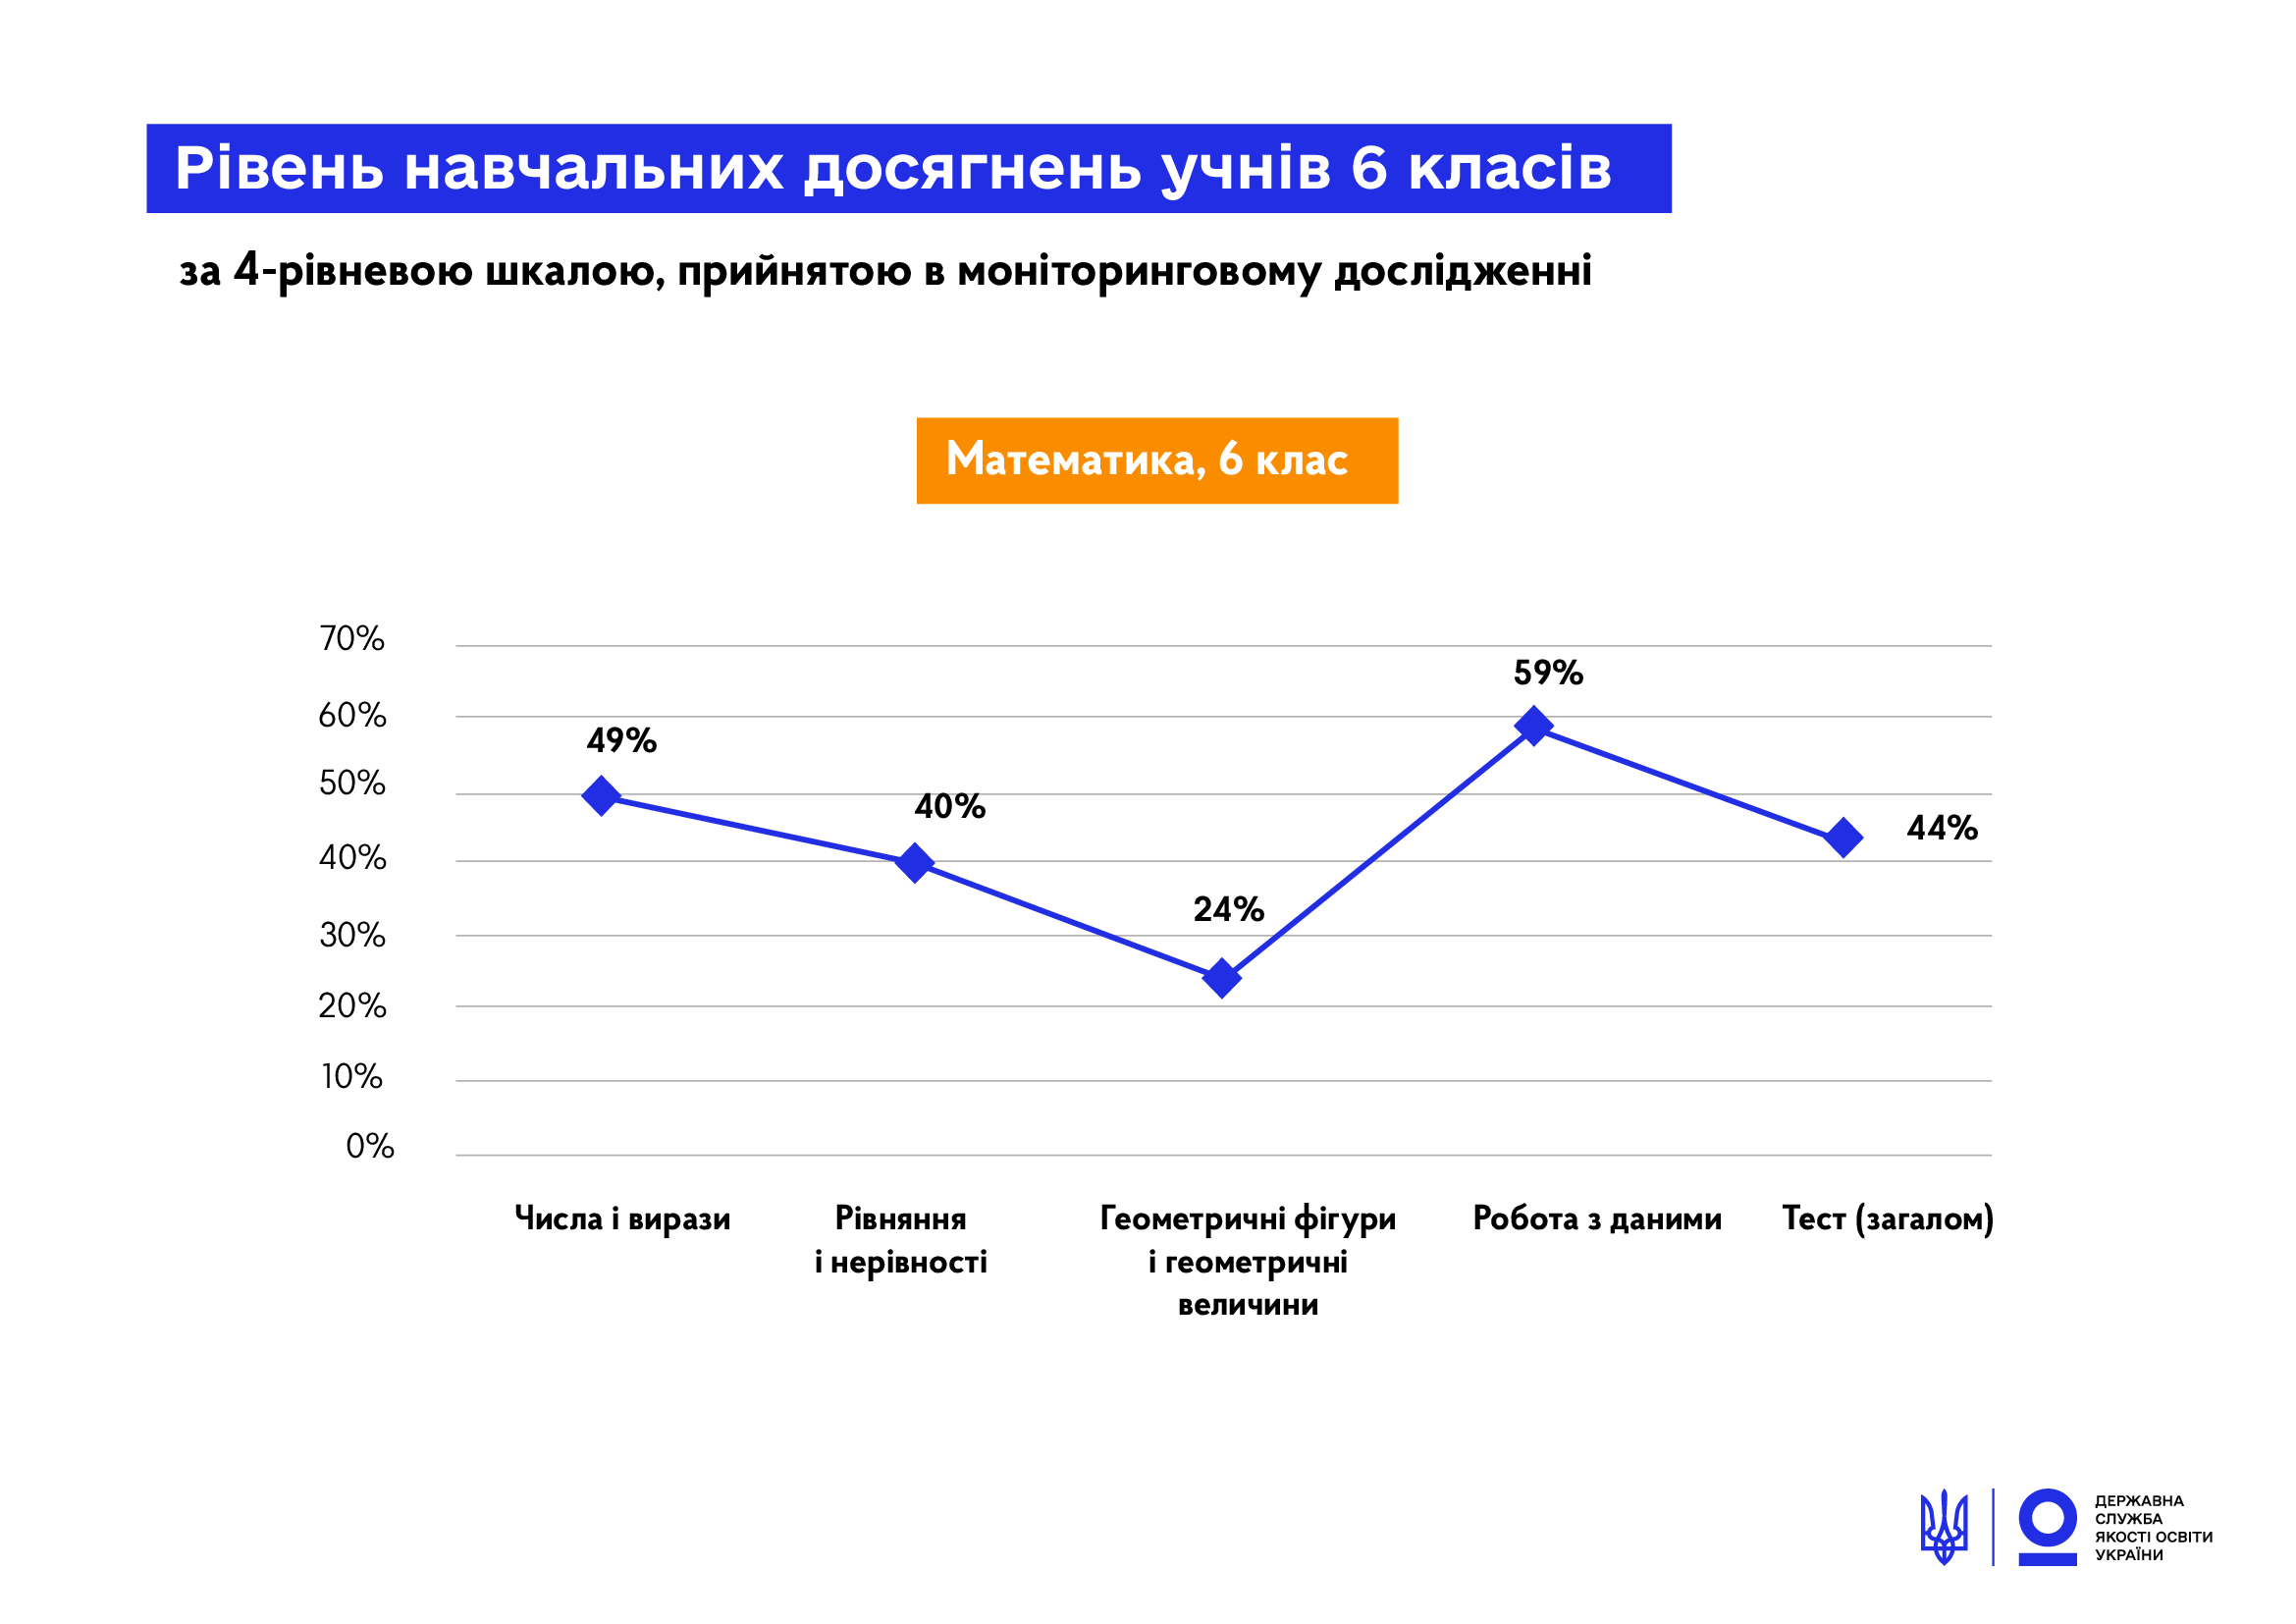 Рівень навчальних досягнень учнів 6 класів
за 4-рівневою шкалою, прийнятою в моніторинговому дослідженні
Математика, 6 клас
70%
60%
50%
40%
30%
20%
10%
0%
49%
40%
24%
59%
44%
Числа і вирази
Рівняння
і нерівності
Геометричні фігури
і геометричні
величини
Робота з даними
Тест (загалом)
ДЕРЖАВНА
СЛУЖБА
ЯКОСТІ ОСВІТИ
УКРАЇНИ